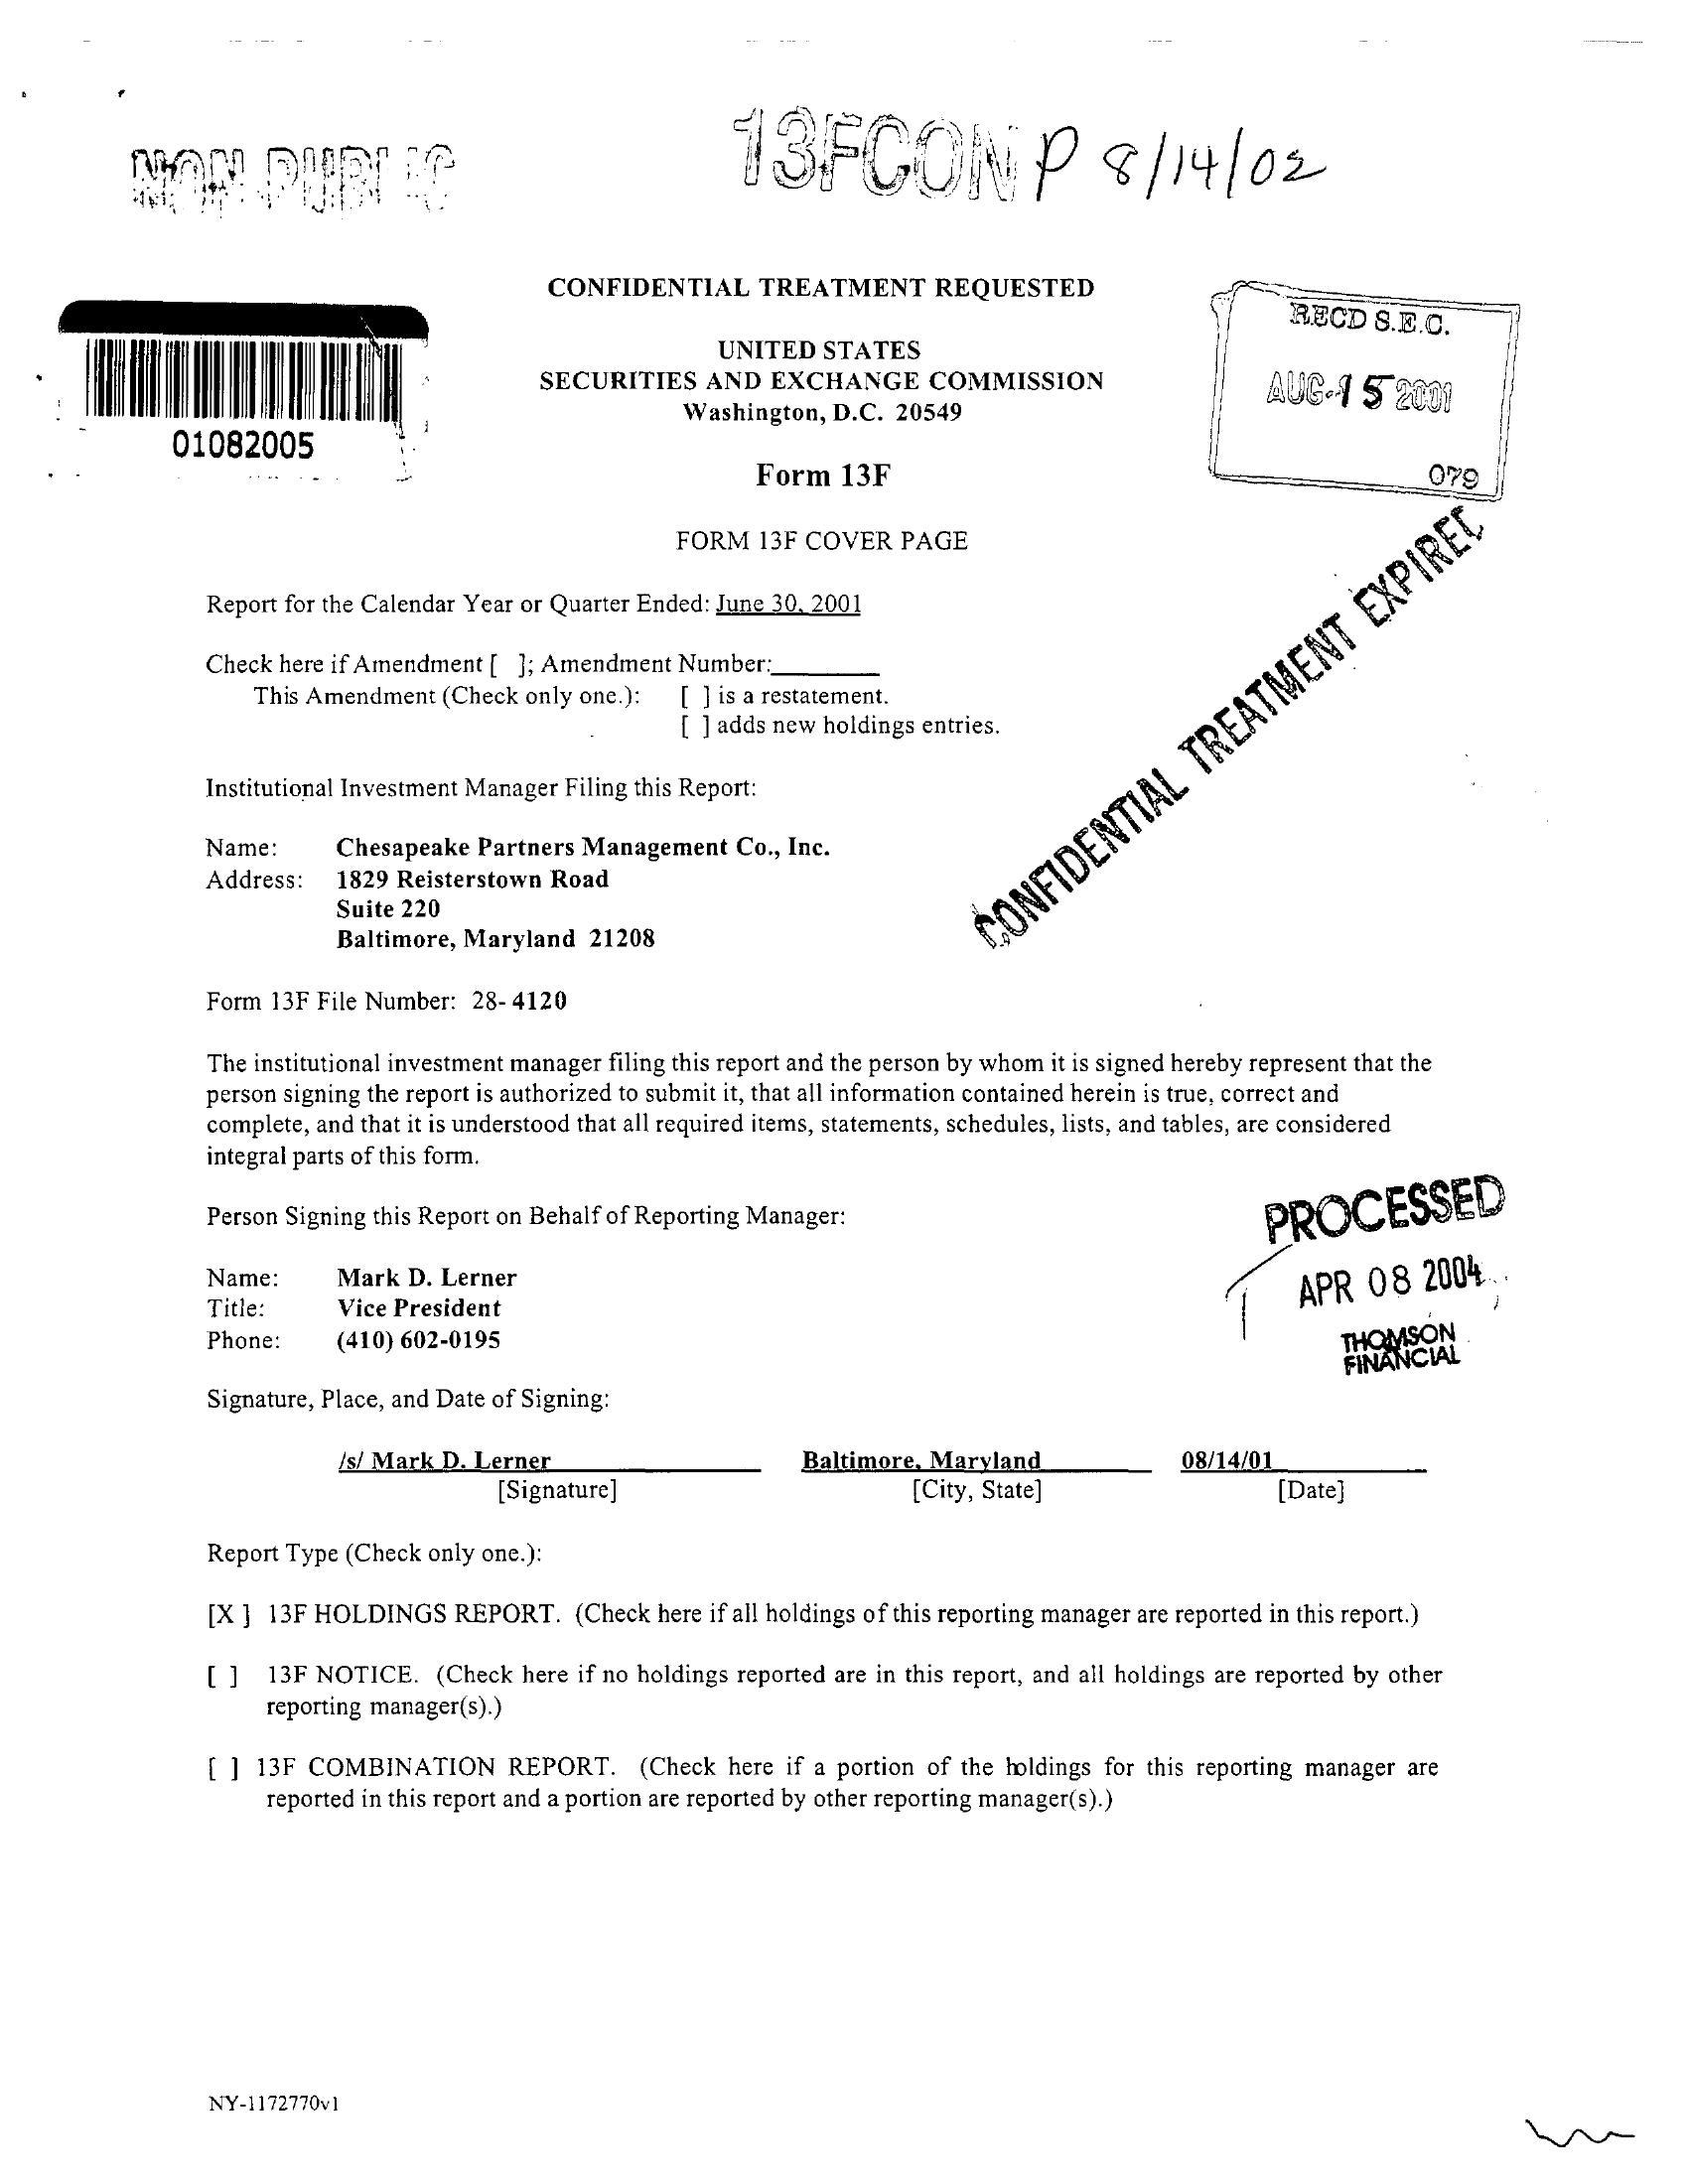 NON-PUBLIC
13FCONP 8/14/02
CONFIDENTIAL TREATMENT REQUESTED
RECD S.E.C.
AUG 15 2001
079
01082005
UNITED STATES
SECURITIES AND EXCHANGE COMMISSION
Washington, D.C. 20549
Form 13F
FORM 13F COVER PAGE
CONFIDENTIAL TREATMENT EXPIRED
Report for the Calendar Year or Quarter Ended: June 30, 2001
Check here if Amendment [ ]; Amendment Number:________
This Amendment (Check only one.): [ ] is a restatement.
[ ] adds new holdings entries.
Institutional Investment Manager Filing this Report:
Name: Chesapeake Partners Management Co., Inc.
Address: 1829 Reisterstown Road
Suite 220
Baltimore, Maryland 21208
Form 13F File Number: 28- 4120
The institutional investment manager filing this report and the person by whom it is signed hereby represent that the
person signing the report is authorized to submit it, that all information contained herein is true, correct and
complete, and that it is understood that all required items, statements, schedules, lists, and tables, are considered
integral parts of this form.
Person Signing this Report on Behalf of Reporting Manager:
PROCESSED
APR 08 2004
THOMSON
FINANCIAL
Name: Mark D. Lerner
Title: Vice President
Phone: (410) 602-0195
Signature, Place, and Date of Signing:
/s/ Mark D. Lerner Baltimore, Maryland 08/14/01
[Signature] [City, State] [Date]
Report Type (Check only one.):
[X ] 13F HOLDINGS REPORT. (Check here if all holdings of this reporting manager are reported in this report.)
[ ] 13F NOTICE. (Check here if no holdings reported are in this report, and all holdings are reported by other
reporting manager(s).)
[ ] 13F COMBINATION REPORT. (Check here if a portion of the holdings for this reporting manager are
reported in this report and a portion are reported by other reporting manager(s).)
NY-1172770v1